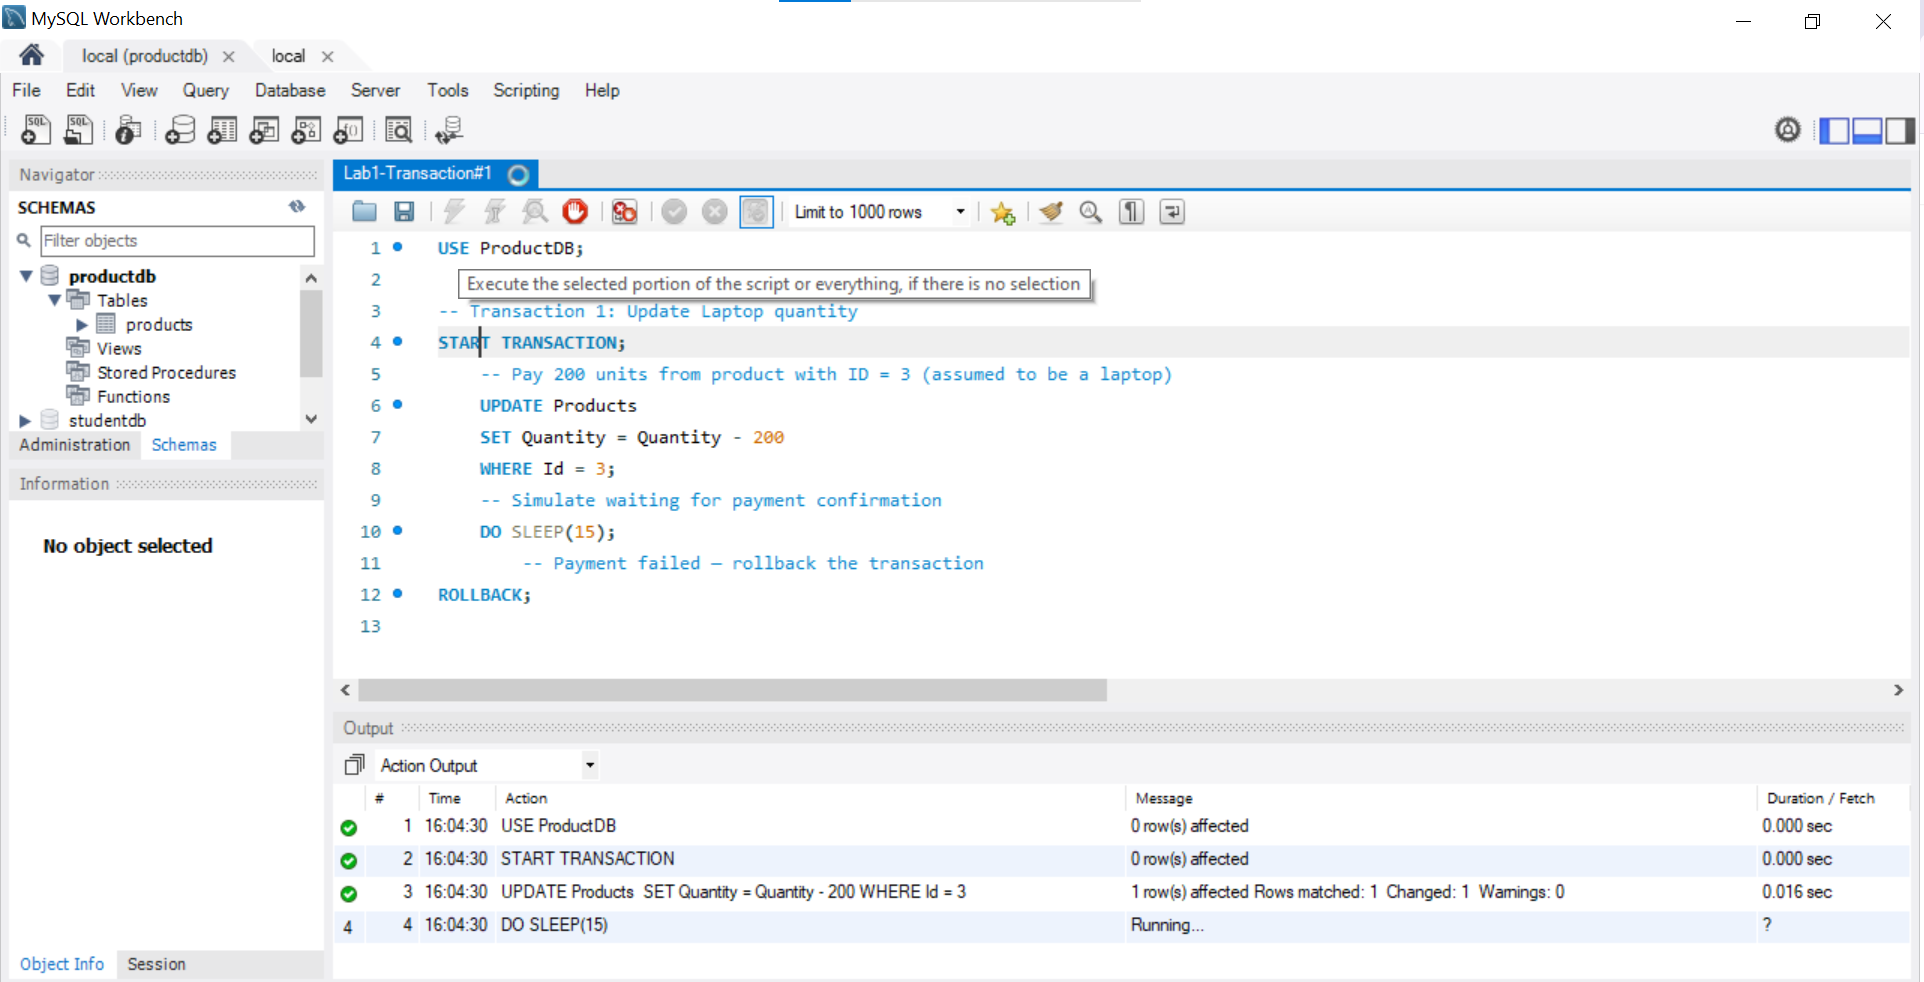 MySQL Workbench
local (productdb)
local
File Edit View Query Database Server Tools Scripting Help
Navigator
SCHEMAS
Filter objects
productdb
Tables
products
Views
Stored Procedures
Functions
studentdb
Administration Schemas
Information
No object selected
Object Info Session
Lab1-Transaction#1
Limit to 1000 rows
1 USE ProductDB;
2
Execute the selected portion of the script or everything, if there is no selection
3 -- Transaction 1: Update Laptop quantity
4 START TRANSACTION;
5 -- Pay 200 units from product with ID = 3 (assumed to be a laptop)
6 UPDATE Products
7 SET Quantity = Quantity - 200
8 WHERE Id = 3;
9 -- Simulate waiting for payment confirmation
10 DO SLEEP(15);
11 -- Payment failed — rollback the transaction
12 ROLLBACK;
13
Output
Action Output
# Time Action Message Duration / Fetch
1 16:04:30 USE ProductDB 0 row(s) affected 0.000 sec
2 16:04:30 START TRANSACTION 0 row(s) affected 0.000 sec
3 16:04:30 UPDATE Products SET Quantity = Quantity - 200 WHERE Id = 3 1 row(s) affected Rows matched: 1 Changed: 1 Warnings: 0 0.016 sec
4 4 16:04:30 DO SLEEP(15) Running... ?